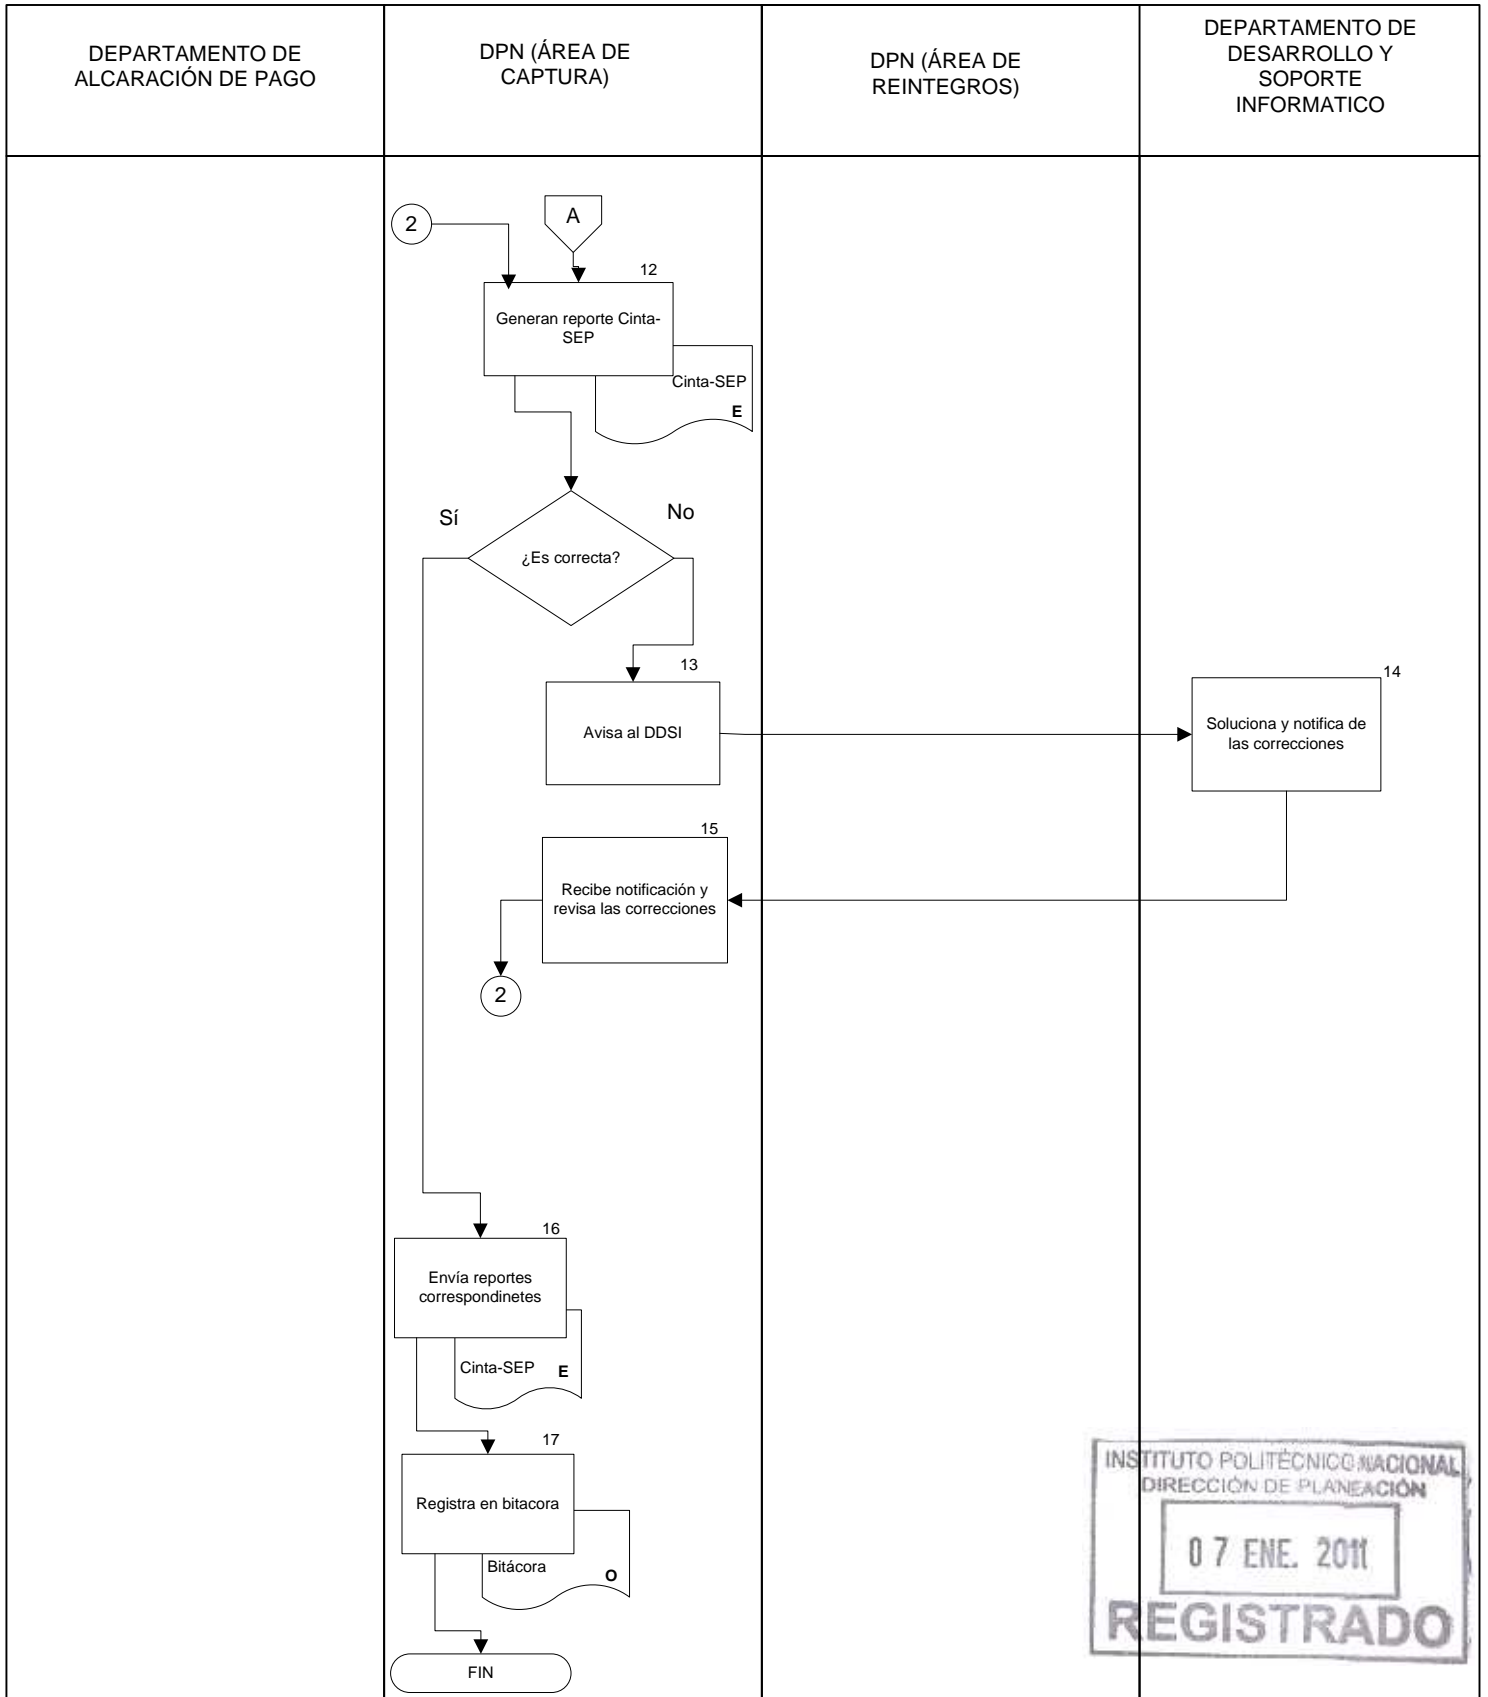 DEPARTAMENTO DE
ALCARACIÓN DE PAGO
DPN (ÁREA DE
CAPTURA)
DPN (ÁREA DE
REINTEGROS)
DEPARTAMENTO DE
DESARROLLO Y
SOPORTE
INFORMATICO
2
A
12
Generan reporte Cinta-
SEP
Cinta-SEP
E
Sí
No
¿Es correcta?
13
Avisa al DDSI
14
Soluciona y notifica de
las correcciones
15
Recibe notificación y
revisa las correcciones
2
16
Envía reportes
correspondinetes
Cinta-SEP
E
17
Registra en bitacora
Bitácora
O
FIN
INSTITUTO POLITÉCNICO NACIONAL
DIRECCIÓN DE PLANEACIÓN
07 ENE. 2011
REGISTRADO